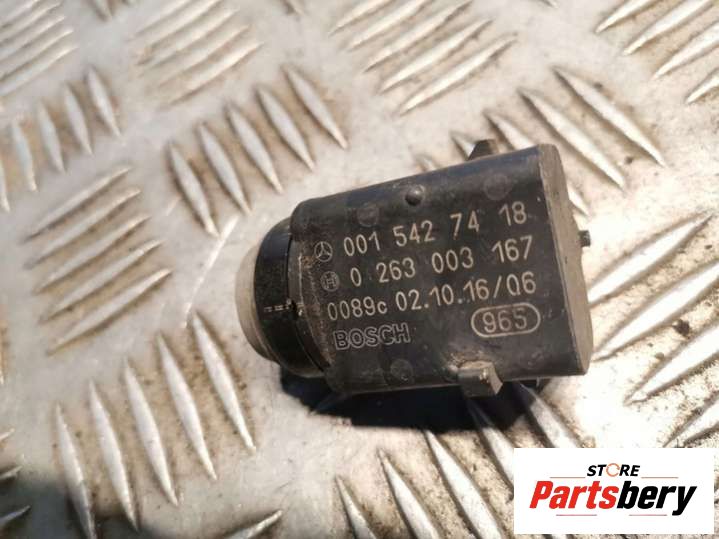 001 542 74 18
0 263 003 167
0089c 02.10.16/06
BOSCH
965
STORE
Partsbery